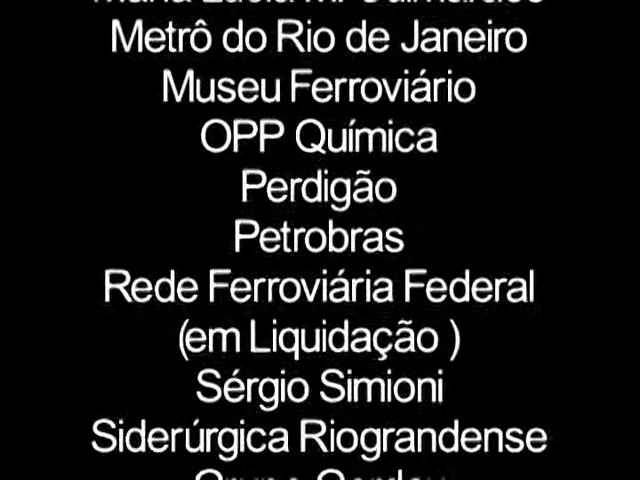 Metrô do Rio de Janeiro
Museu Ferroviário
OPP Química
Perdigão
Petrobras
Rede Ferroviária Federal
(em Liquidação )
Sérgio Simioni
Siderúrgica Riograndense